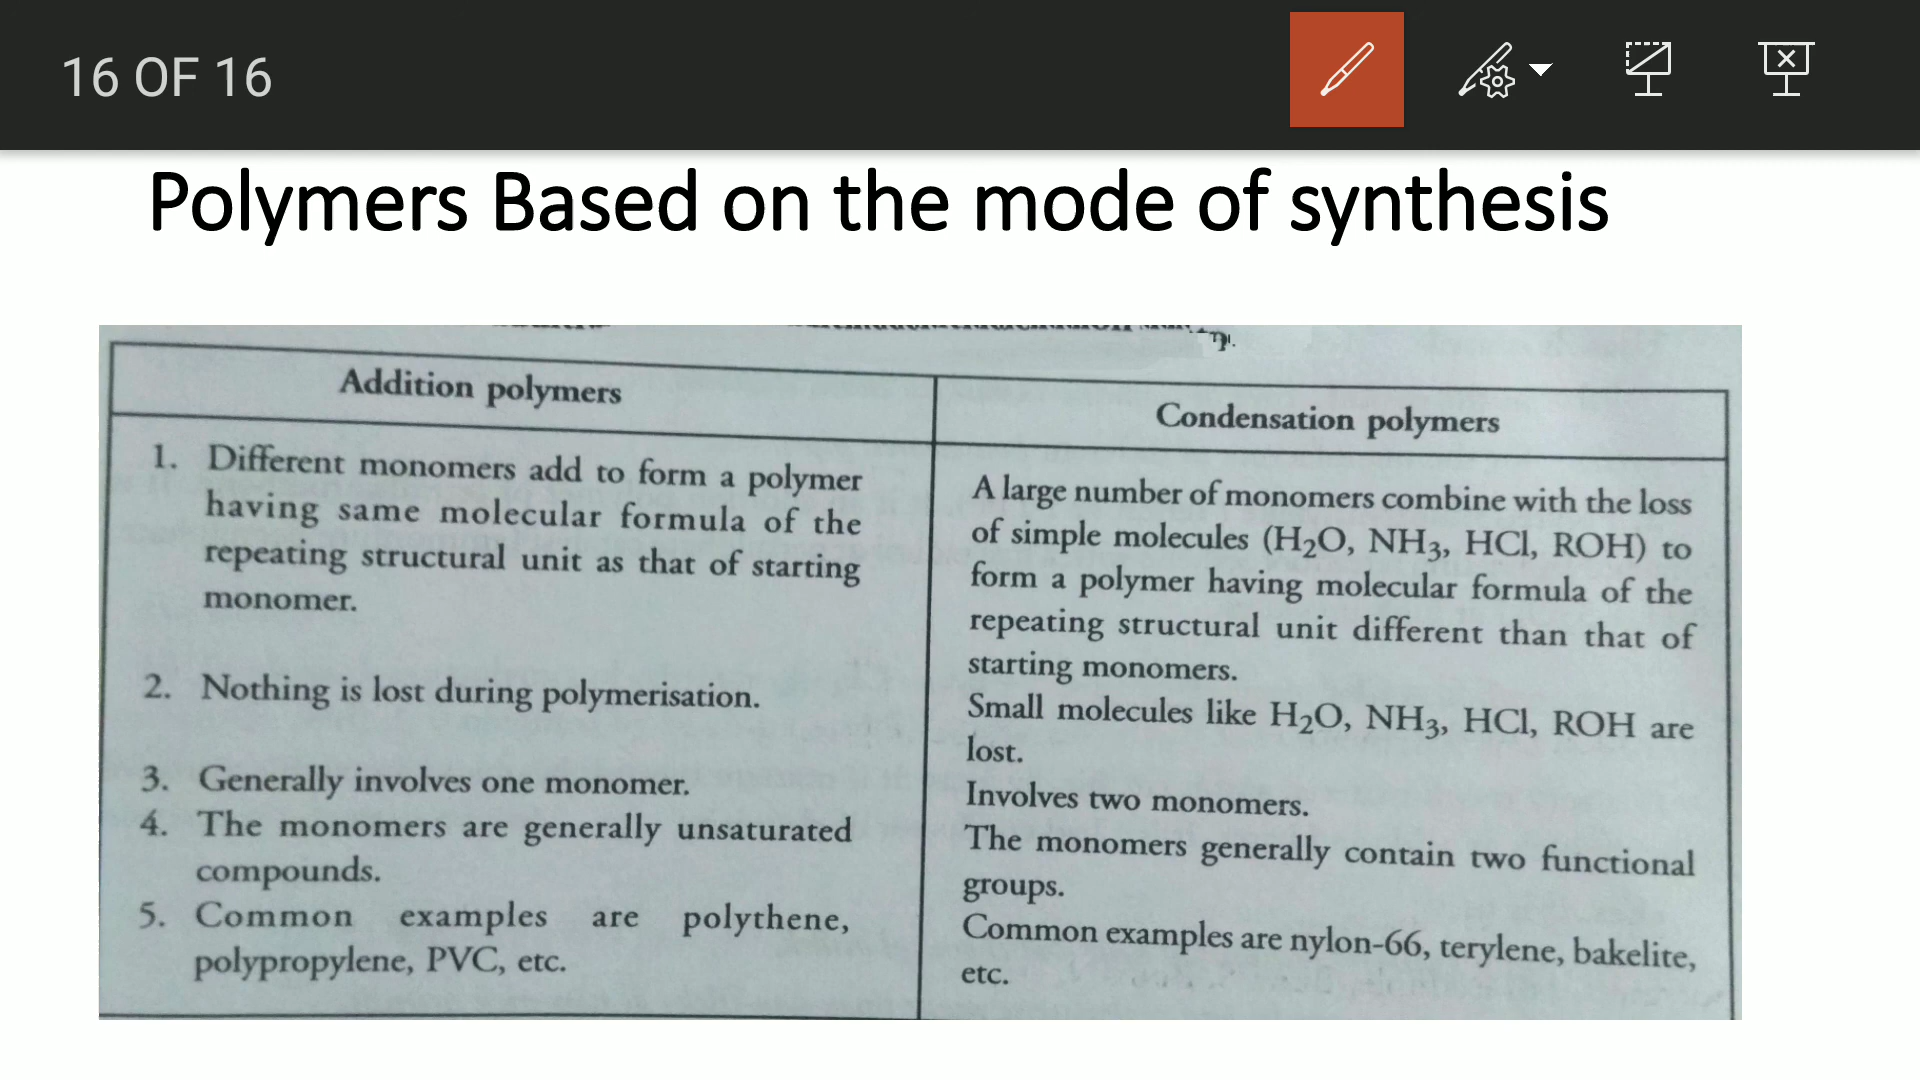 16 OF 16
Polymers Based on the mode of synthesis
Addition polymers
1. Different monomers add to form a polymer
having same molecular formula of the
repeating structural unit as that of starting
monomer.
2. Nothing is lost during polymerisation.
3. Generally involves one monomer.
4. The monomers are generally unsaturated
compounds.
5. Common examples are polythene,
polypropylene, PVC, etc.
Condensation polymers
A large number of monomers combine with the loss
of simple molecules (H₂O, NH₃, HCl, ROH) to
form a polymer having molecular formula of the
repeating structural unit different than that of
starting monomers.
Small molecules like H₂O, NH₃, HCl, ROH are
lost.
Involves two monomers.
The monomers generally contain two functional
groups.
Common examples are nylon-66, terylene, bakelite,
etc.